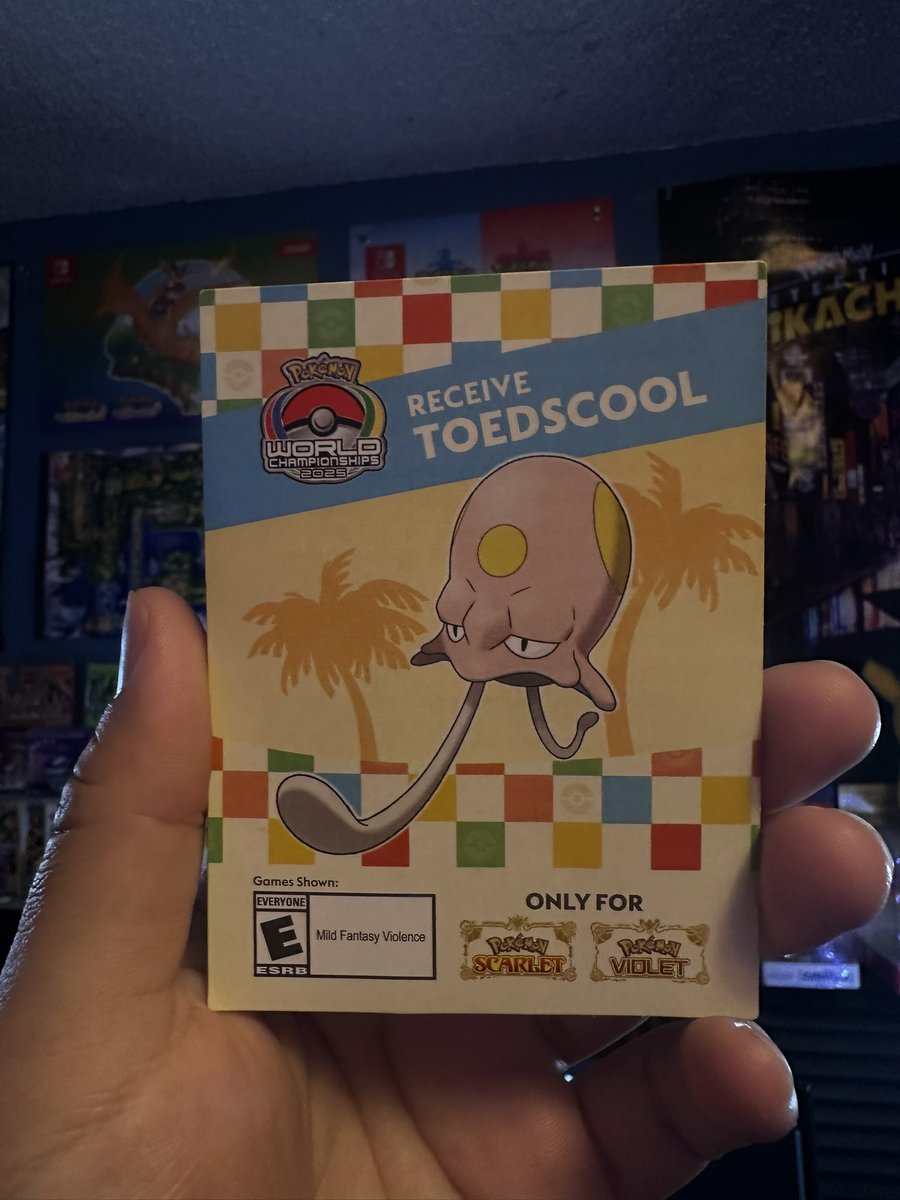 POKÉMON
WORLD
CHAMPIONSHIPS
2025
RECEIVE
TOEDSCOOL
Games Shown:
EVERYONE
E
ESRB
Mild Fantasy Violence
ONLY FOR
POKÉMON
SCARLET
POKÉMON
VIOLET
IKACH